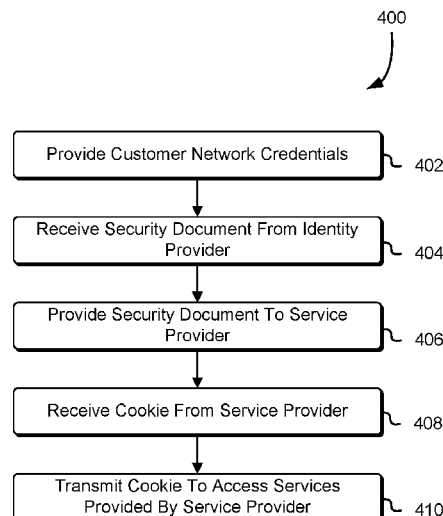 400
Provide Customer Network Credentials
402
Receive Security Document From Identity
Provider
404
Provide Security Document To Service
Provider
406
Receive Cookie From Service Provider
408
Transmit Cookie To Access Services
Provided By Service Provider
410